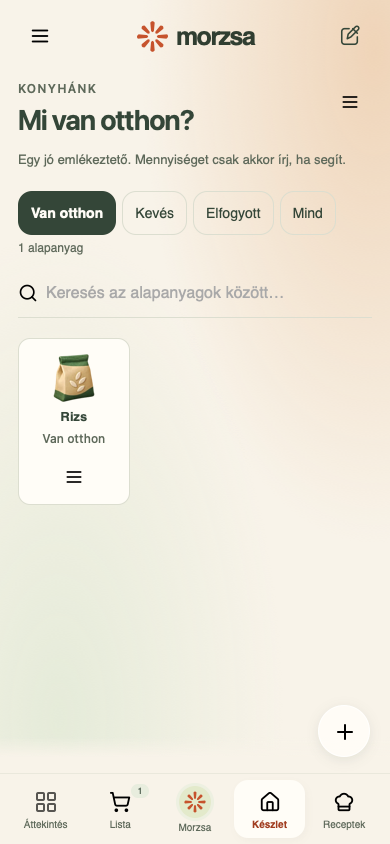 morzsa
KONYHÁNK
Mi van otthon?
Egy jó emlékeztető. Mennyiséget csak akkor írj, ha segít.
Van otthon
Kevés
Elfogyott
Mind
1 alapanyag
Keresés az alapanyagok között…
Rizs
Van otthon
1
Áttekintés
Lista
Morzsa
Készlet
Receptek